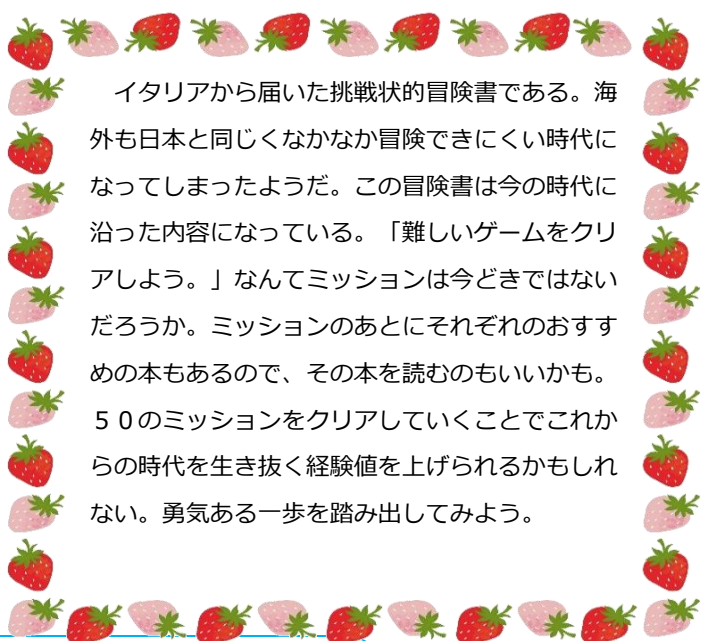 イタリアから届いた挑戦状的冒険書である。海
外も日本と同じくなかなか冒険できにくい時代に
なってしまったようだ。この冒険書は今の時代に
沿った内容になっている。「難しいゲームをクリ
アしよう。」なんてミッションは今どきではない
だろうか。ミッションのあとにそれぞれのおすす
めの本もあるので、その本を読むのもいいかも。
５０のミッションをクリアしていくことでこれか
らの時代を生き抜く経験値を上げられるかもしれ
ない。勇気ある一歩を踏み出してみよう。